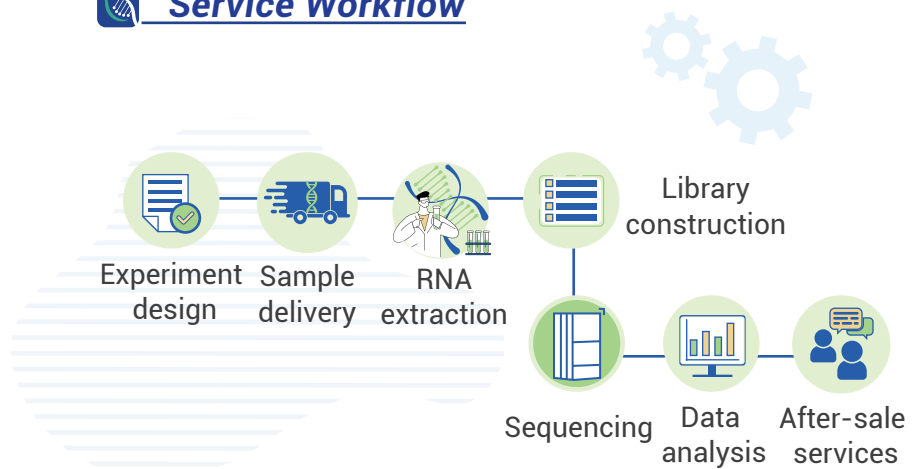 Service Workflow
Library
construction
Experiment
design
Sample
delivery
RNA
extraction
Sequencing
Data
analysis
After-sale
services